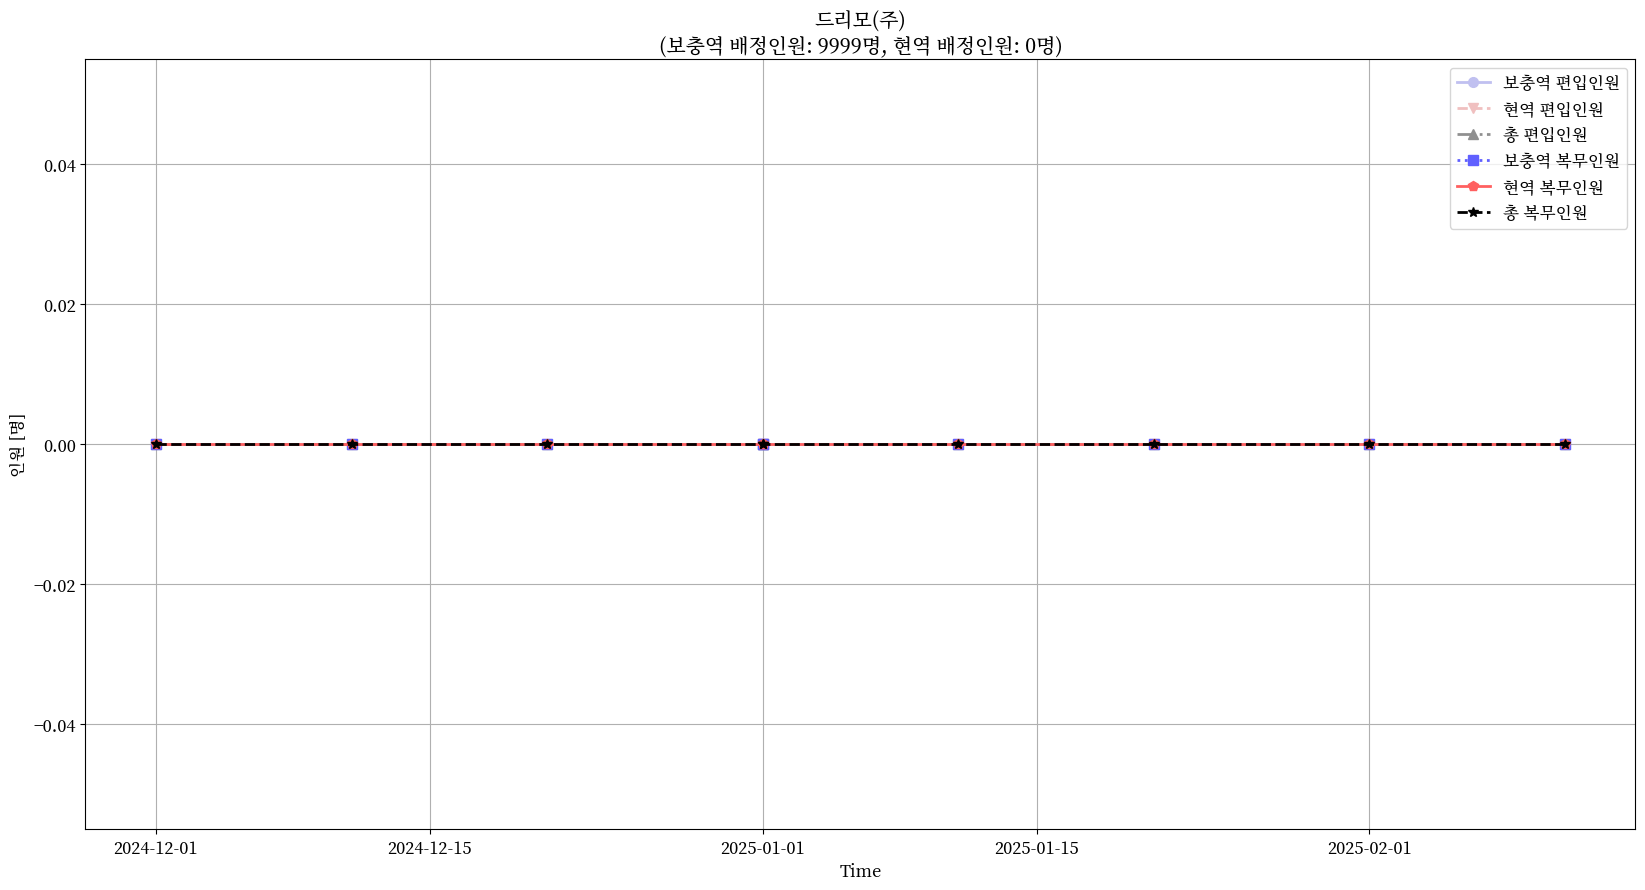 드리모(주)
(보충역 배정인원: 9999명, 현역 배정인원: 0명)
보충역 편입인원
현역 편입인원
총 편입인원
보충역 복무인원
현역 복무인원
총 복무인원
0.04
0.02
0.00
−0.02
−0.04
인원 [명]
2024-12-01
2024-12-15
2025-01-01
2025-01-15
2025-02-01
Time